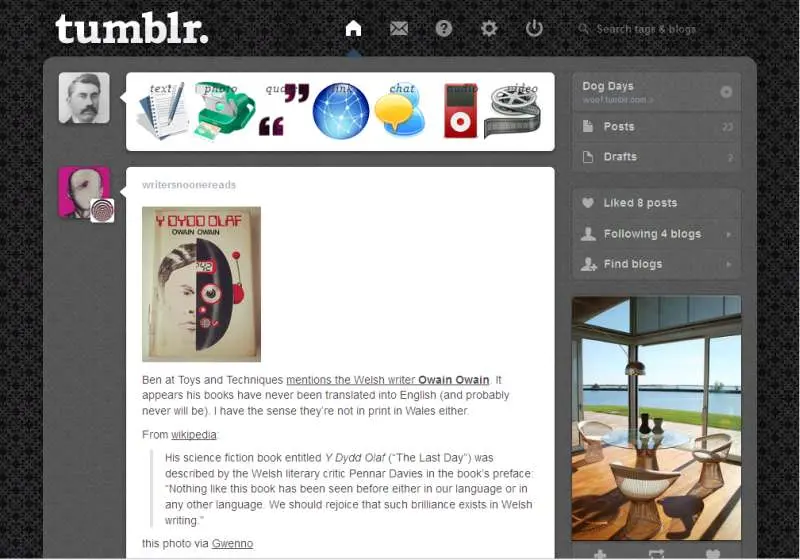 tumblr.
Search tags & blogs
text photo quote link chat audio video
Dog Days
woof.tumblr.com
Posts 23
Drafts 2
Liked 8 posts
Following 4 blogs
Find blogs
writersnoonereads
Y DYDD OLAF
OWAIN OWAIN
942
Ben at Toys and Techniques mentions the Welsh writer Owain Owain. It
appears his books have never been translated into English (and probably
never will be). I have the sense they're not in print in Wales either.
From wikipedia:
His science fiction book entitled Y Dydd Olaf ("The Last Day") was
described by the Welsh literary critic Pennar Davies in the book's preface:
"Nothing like this book has been seen before either in our language or in
any other language. We should rejoice that such brilliance exists in Welsh
writing."
this photo via Gwenno